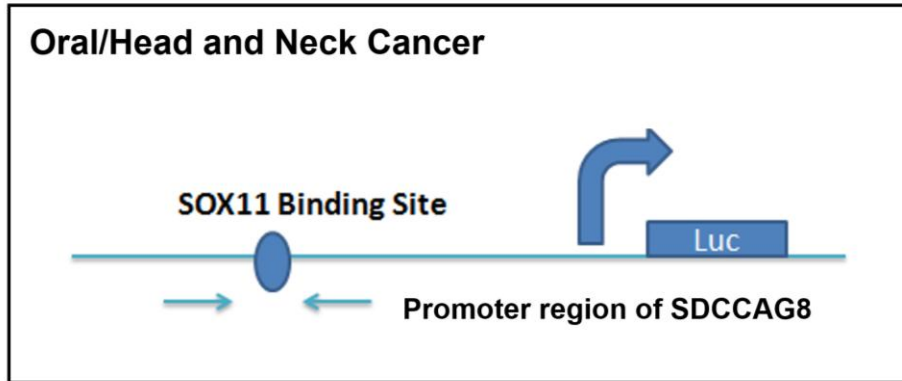 Oral/Head and Neck Cancer
SOX11 Binding Site
Luc
Promoter region of SDCCAG8